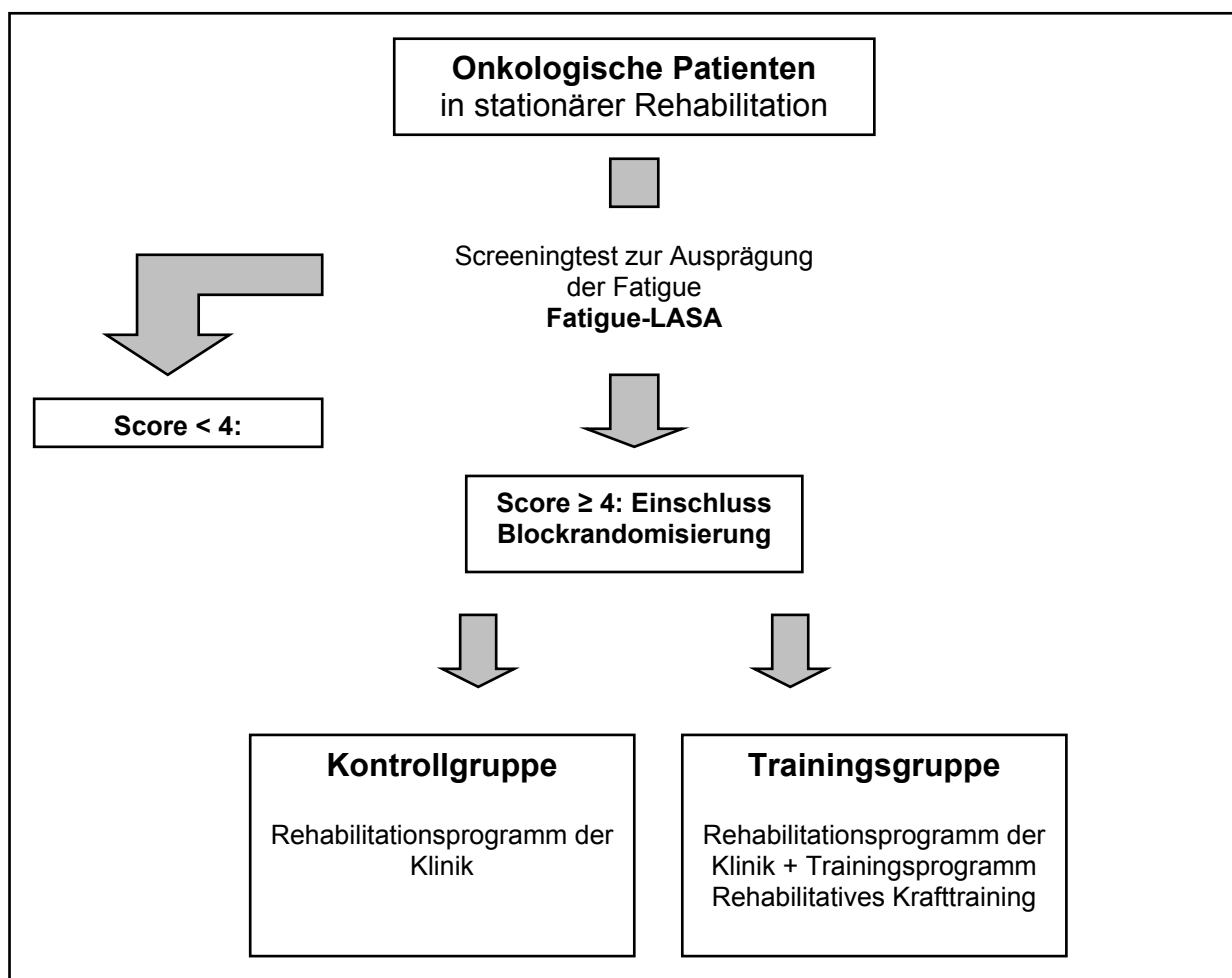 Onkologische Patienten
in stationärer Rehabilitation
Screeningtest zur Ausprägung
der Fatigue
Fatigue-LASA
Score < 4:
Score ≥ 4: Einschluss
Blockrandomisierung
Kontrollgruppe
Rehabilitationsprogramm der
Klinik
Trainingsgruppe
Rehabilitationsprogramm der
Klinik + Trainingsprogramm
Rehabilitatives Krafttraining